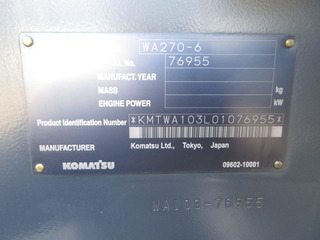 WA270-6
No. 76955
MANUFACT. YEAR
MASS kg
ENGINE POWER kW
Product Identification Number *KMTWA103L01076955*
KOMATSU Komatsu Ltd., Tokyo, Japan
09602-10001
WA103-76955